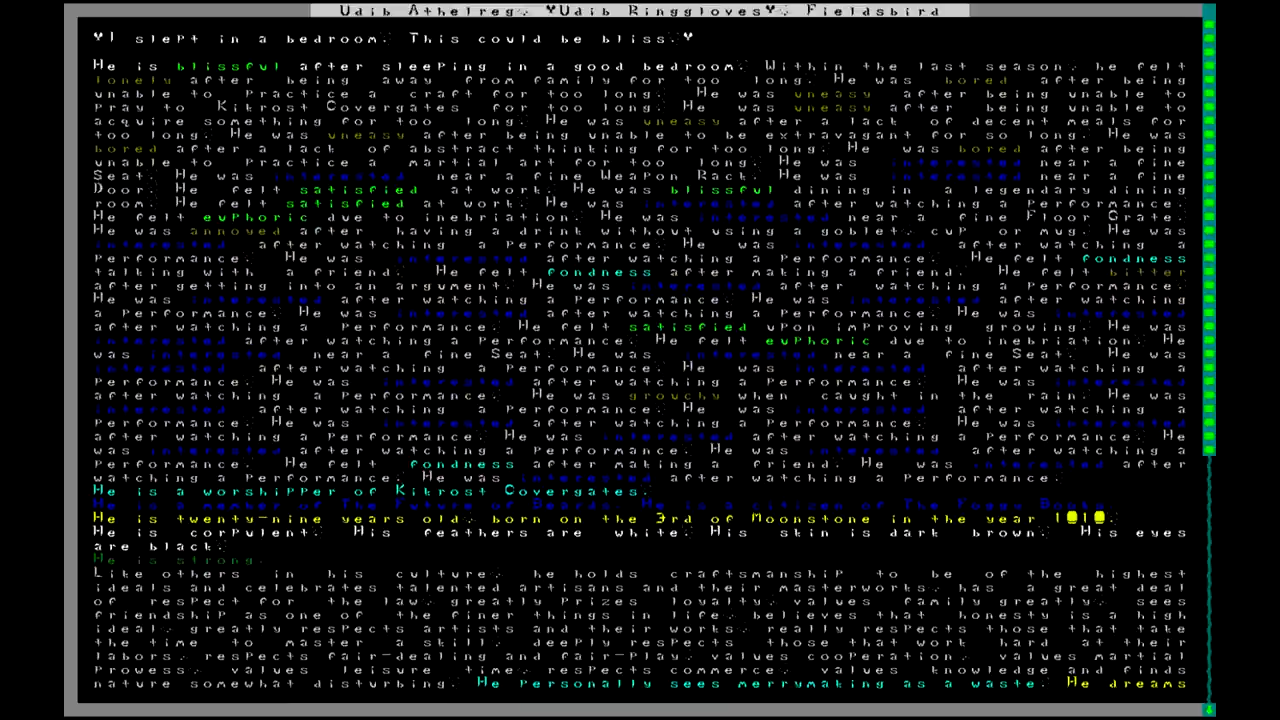 Udib Athelreg, "Udib Ringgloves", Fieldsbird
♥I slept in a bedroom. This could be bliss.♥
He is blissful after sleeping in a good bedroom. Within the last season, he felt
lonely after being away from family for too long. He was bored after being
unable to practice a craft for too long. He was uneasy after being unable to
pray to Kitrost Covergates for too long. He was uneasy after being unable to
acquire something for too long. He was uneasy after a lack of decent meals for
too long. He was uneasy after being unable to be extravagant for so long. He was
bored after a lack of abstract thinking for too long. He was bored after being
unable to practice a martial art for too long. He was interested near a fine
Seat. He was interested near a fine Weapon Rack. He was interested near a fine
Door. He felt satisfied at work. He was blissful dining in a legendary dining
room. He felt satisfied at work. He was interested after watching a performance.
He felt euphoric due to inebriation. He was interested near a fine Floor Grate.
He was annoyed after having a drink without using a goblet, cup or mug. He was
interested after watching a performance. He was interested after watching a
performance. He was interested after watching a performance. He felt fondness
talking with a friend. He felt fondness after making a friend. He felt bitter
after getting into an argument. He was interested after watching a performance.
He was interested after watching a performance. He was interested after watching
a performance. He was interested after watching a performance. He was interested
after watching a performance. He felt satisfied upon improving growing. He was
interested after watching a performance. He felt euphoric due to inebriation. He
was interested near a fine Seat. He was interested near a fine Seat. He was
interested after watching a performance. He was interested after watching a
performance. He was interested after watching a performance. He was interested
after watching a performance. He was grouchy when caught in the rain. He was
interested after watching a performance. He was interested after watching a
performance. He was interested after watching a performance. He was interested
after watching a performance. He was interested after watching a performance. He
was interested after watching a performance. He was interested after watching a
performance. He felt fondness after making a friend. He was interested after
watching a performance. He was interested after watching a performance.
He is a worshipper of Kitrost Covergates.
He is a member of The Future of Beards. He is a citizen of The Foggy
He is twenty-nine years old, born on the 3rd of Moonstone in the year 1010.
He is corpulent. His feathers are white. His skin is dark brown. His eyes
are black.
He is strong.
Like others in his culture, he holds craftsmanship to be of the highest
ideals and celebrates talented artisans and their masterworks, has a great deal
of respect for the law, greatly prizes loyalty, values family greatly, sees
friendship as one of the finer things in life, believes that honesty is a high
ideal, greatly respects artists and their works, really respects those that take
the time to master a skill, deeply respects those that work hard at their
labors, respects fair-dealing and fair-play, values cooperation, values martial
prowess, values leisure time, respects commerce, values knowledge and finds
nature somewhat disturbing. He personally sees merrymaking as a waste. He dreams